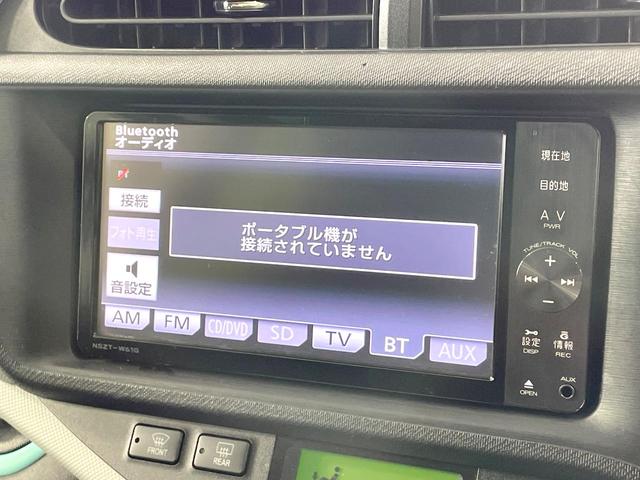 Bluetooth
オーディオ
接続
フォト再生
音設定
ポータブル機が
接続されていません
AM FM CD/DVD SD TV BT AUX
NSZT-W61G
現在地
目的地
AV
PWR
TUNE/TRACK VOL
設定 情報
DISP REC
OPEN AUX
FRONT REAR